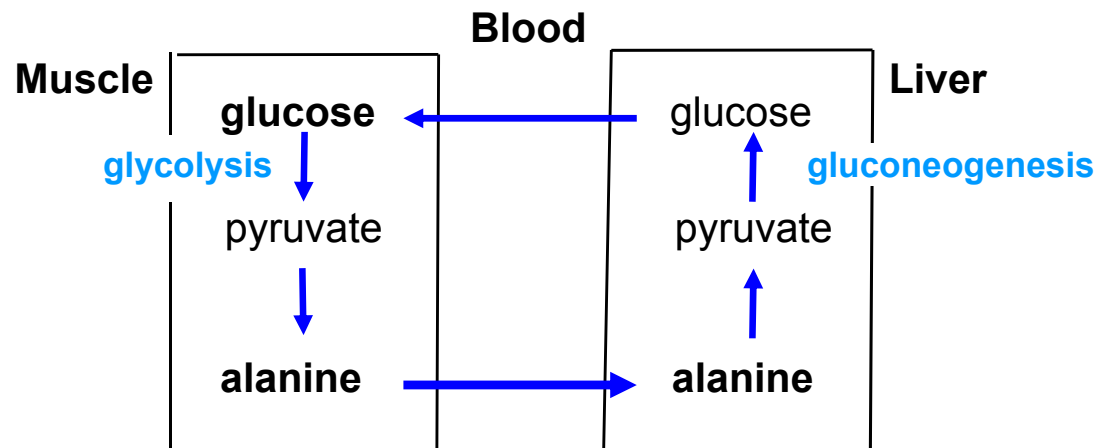 Blood
Muscle
Liver
glucose
glucose
glycolysis
gluconeogenesis
pyruvate
pyruvate
alanine
alanine